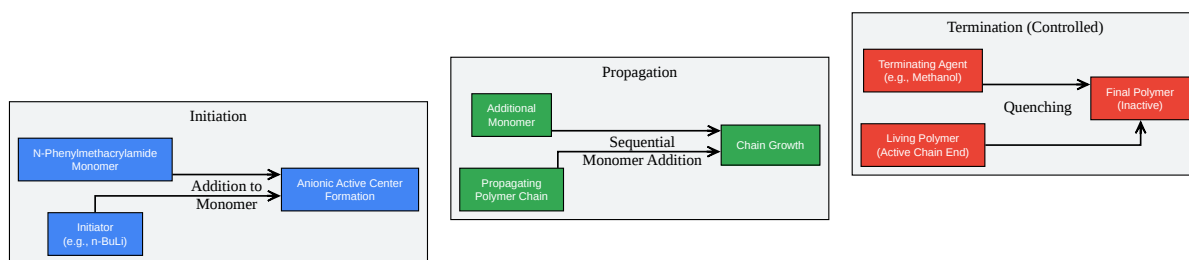 Initiation
N-Phenylmethacrylamide
Monomer
Addition to
Monomer
Anionic Active Center
Formation
Initiator
(e.g., n-BuLi)
Propagation
Additional
Monomer
Sequential
Monomer Addition
Chain Growth
Propagating
Polymer Chain
Termination (Controlled)
Terminating Agent
(e.g., Methanol)
Quenching
Final Polymer
(Inactive)
Living Polymer
(Active Chain End)